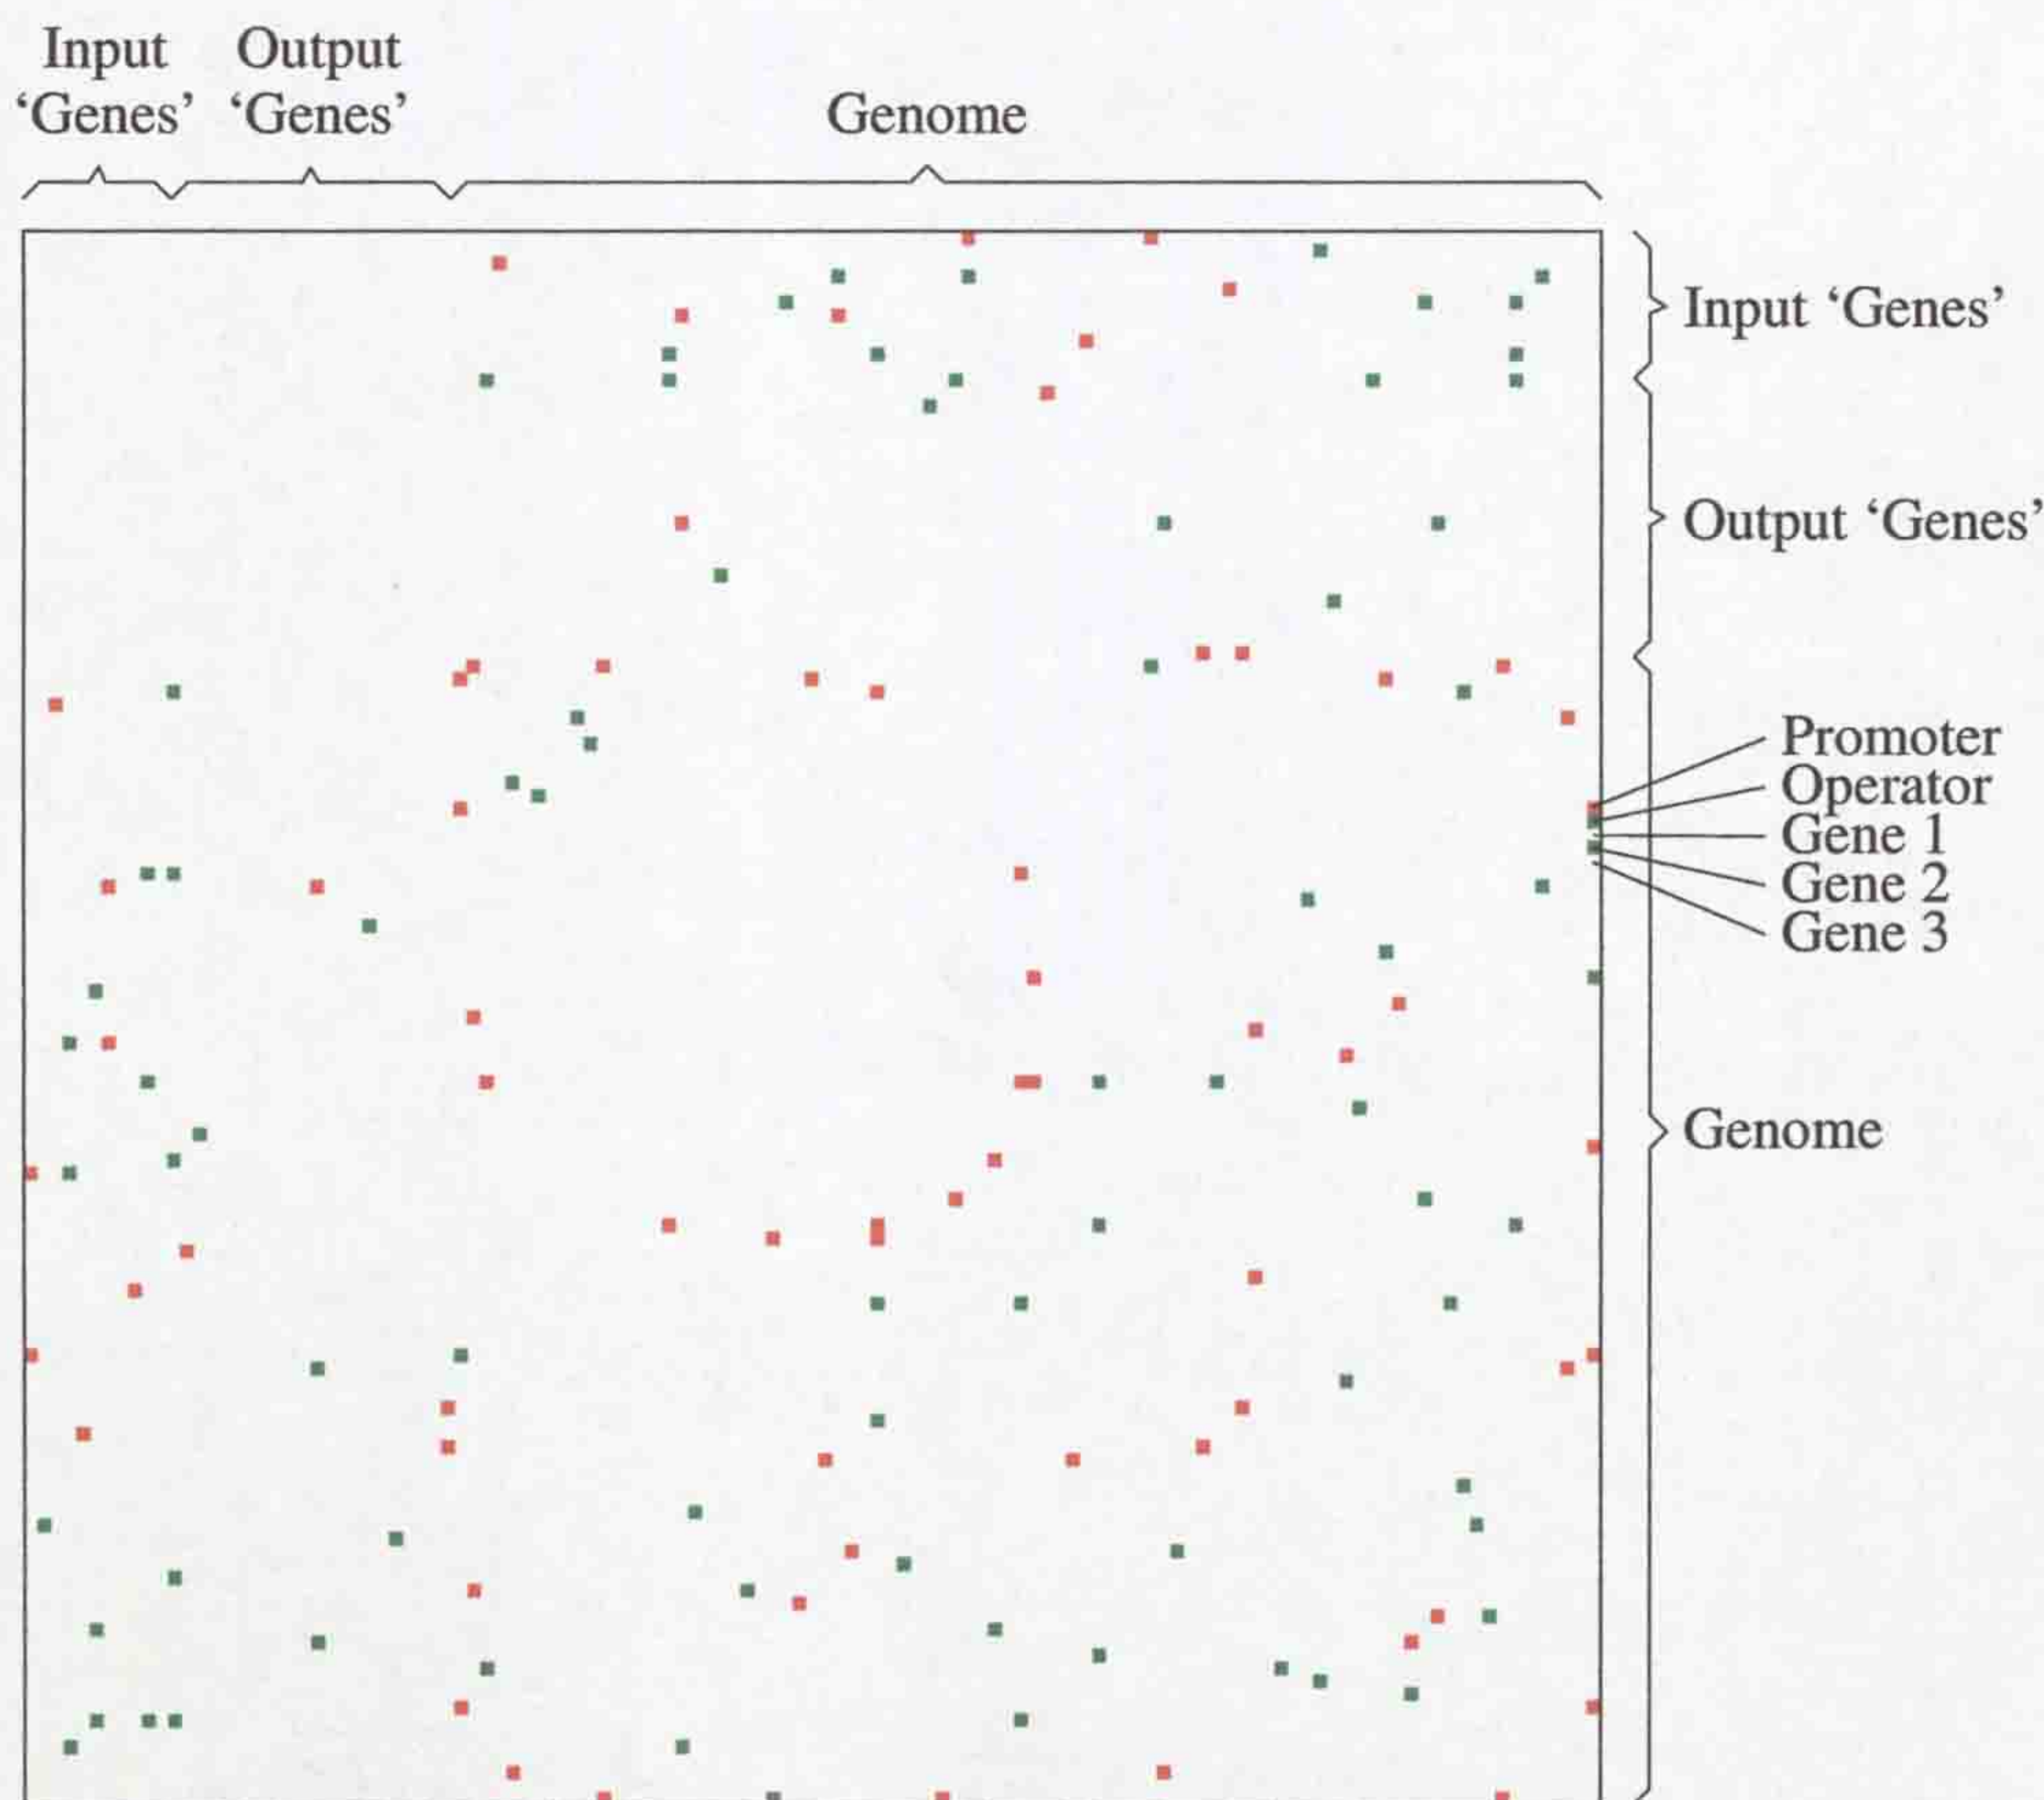 Input Output
‘Genes’ ‘Genes’ Genome
Input ‘Genes’
Output ‘Genes’
Promoter
Operator
Gene 1
Gene 2
Gene 3
Genome